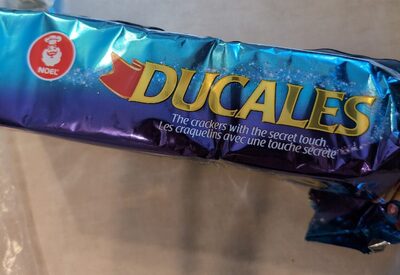 NOEL
DUCALES
The crackers with the secret touch
Les craquelins avec une touche secrète